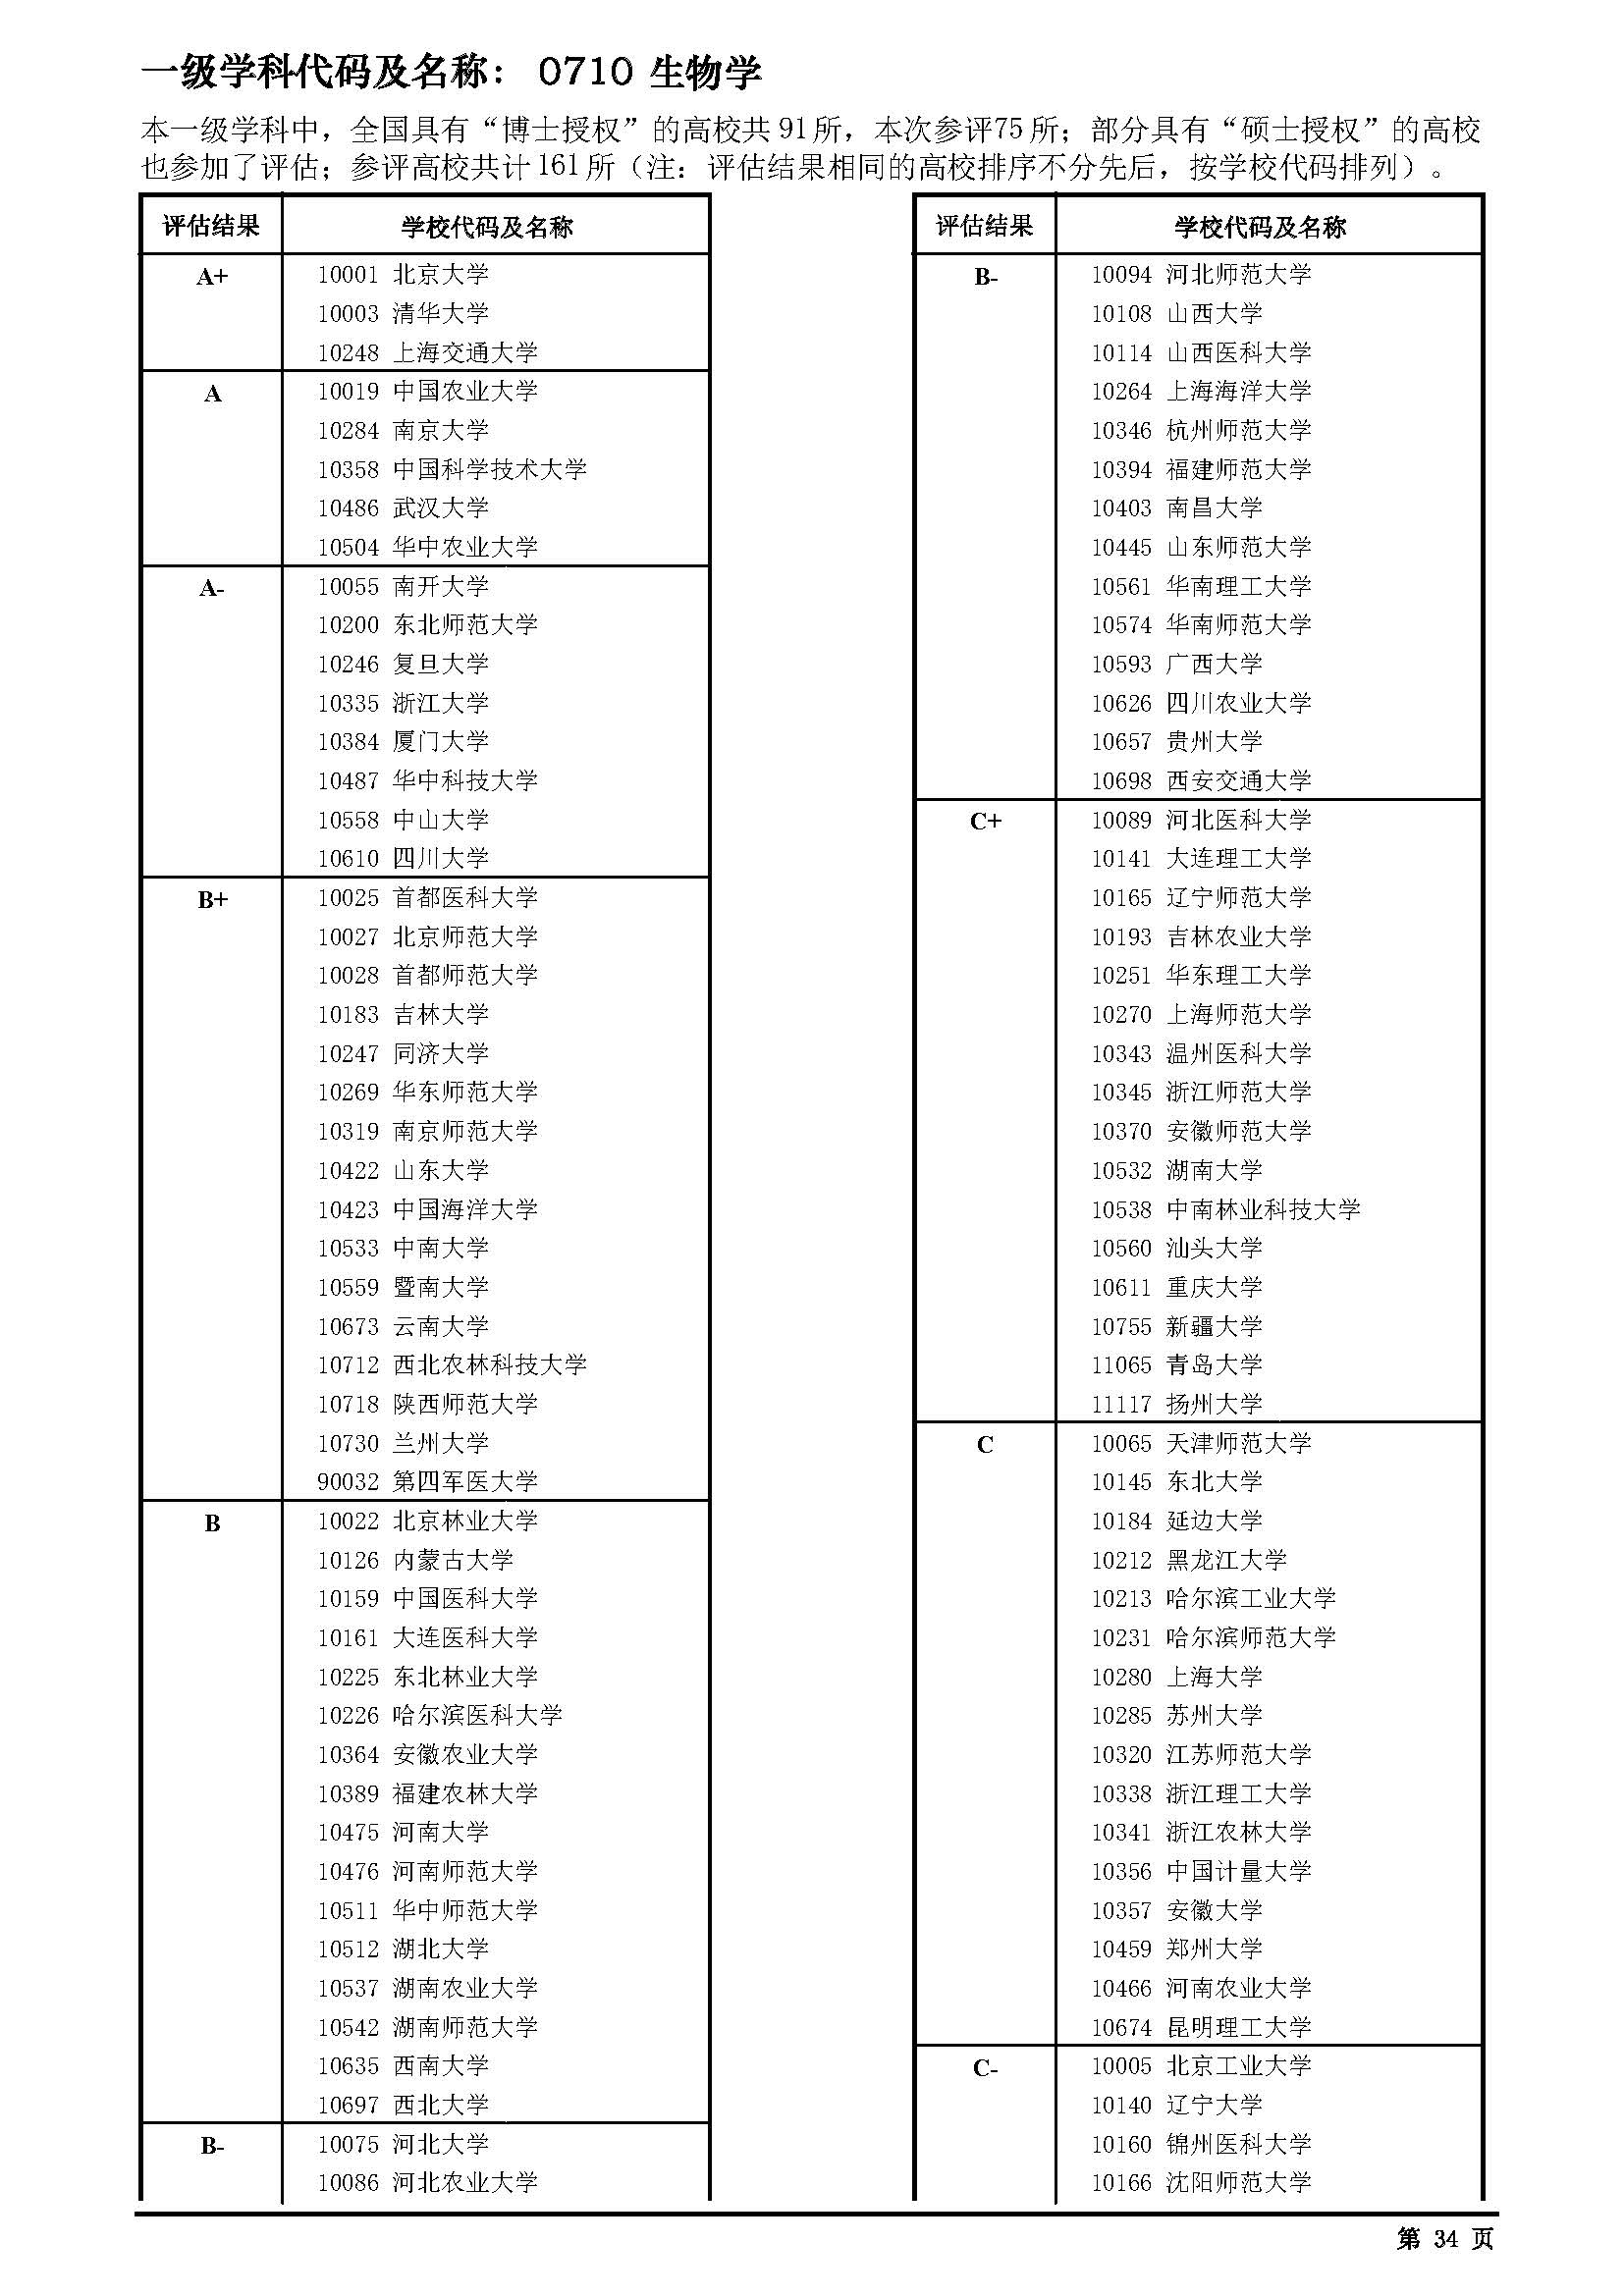 一级学科代码及名称： 0710 生物学
本一级学科中，全国具有“博士授权”的高校共91所，本次参评75所；部分具有“硕士授权”的高校
也参加了评估；参评高校共计161所（注：评估结果相同的高校排序不分先后，按学校代码排列）。
评估结果 学校代码及名称
A+ 10001 北京大学
10003 清华大学
10248 上海交通大学
A 10019 中国农业大学
10284 南京大学
10358 中国科学技术大学
10486 武汉大学
10504 华中农业大学
A- 10055 南开大学
10200 东北师范大学
10246 复旦大学
10335 浙江大学
10384 厦门大学
10487 华中科技大学
10558 中山大学
10610 四川大学
B+ 10025 首都医科大学
10027 北京师范大学
10028 首都师范大学
10183 吉林大学
10247 同济大学
10269 华东师范大学
10319 南京师范大学
10422 山东大学
10423 中国海洋大学
10533 中南大学
10559 暨南大学
10673 云南大学
10712 西北农林科技大学
10718 陕西师范大学
10730 兰州大学
90032 第四军医大学
B 10022 北京林业大学
10126 内蒙古大学
10159 中国医科大学
10161 大连医科大学
10225 东北林业大学
10226 哈尔滨医科大学
10364 安徽农业大学
10389 福建农林大学
10475 河南大学
10476 河南师范大学
10511 华中师范大学
10512 湖北大学
10537 湖南农业大学
10542 湖南师范大学
10635 西南大学
10697 西北大学
B- 10075 河北大学
10086 河北农业大学
评估结果 学校代码及名称
B- 10094 河北师范大学
10108 山西大学
10114 山西医科大学
10264 上海海洋大学
10346 杭州师范大学
10394 福建师范大学
10403 南昌大学
10445 山东师范大学
10561 华南理工大学
10574 华南师范大学
10593 广西大学
10626 四川农业大学
10657 贵州大学
10698 西安交通大学
C+ 10089 河北医科大学
10141 大连理工大学
10165 辽宁师范大学
10193 吉林农业大学
10251 华东理工大学
10270 上海师范大学
10343 温州医科大学
10345 浙江师范大学
10370 安徽师范大学
10532 湖南大学
10538 中南林业科技大学
10560 汕头大学
10611 重庆大学
10755 新疆大学
11065 青岛大学
11117 扬州大学
C 10065 天津师范大学
10145 东北大学
10184 延边大学
10212 黑龙江大学
10213 哈尔滨工业大学
10231 哈尔滨师范大学
10280 上海大学
10285 苏州大学
10320 江苏师范大学
10338 浙江理工大学
10341 浙江农林大学
10356 中国计量大学
10357 安徽大学
10459 郑州大学
10466 河南农业大学
10674 昆明理工大学
C- 10005 北京工业大学
10140 辽宁大学
10160 锦州医科大学
10166 沈阳师范大学
第 34 页